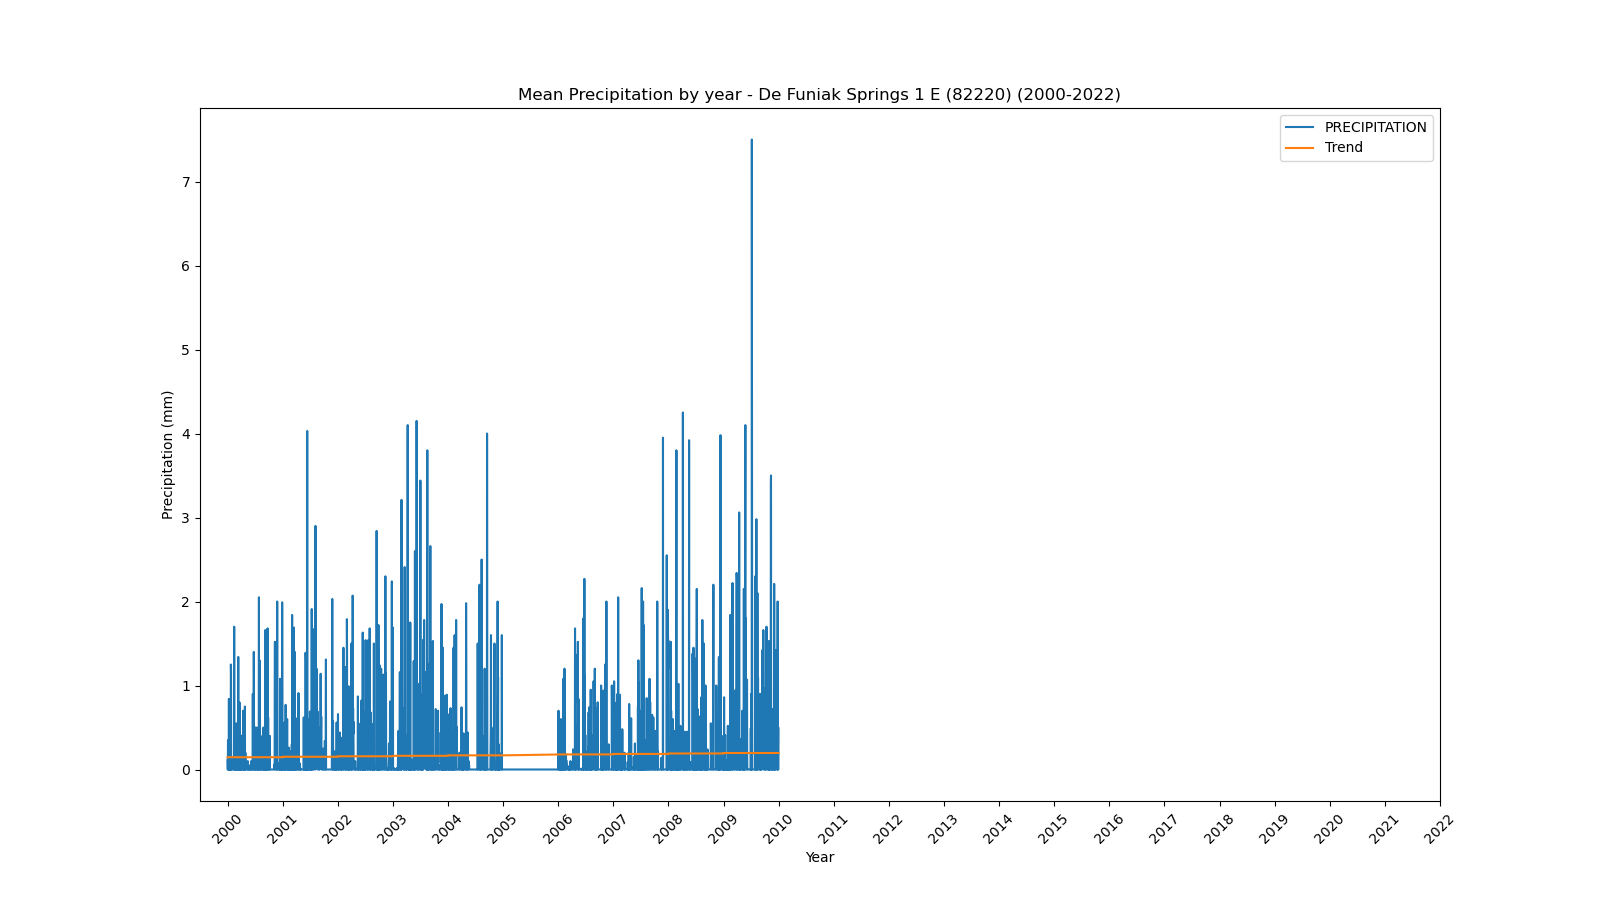 Mean Precipitation by year - De Funiak Springs 1 E (82220) (2000-2022)
PRECIPITATION
Trend
Precipitation (mm)
7
6
5
4
3
2
1
0
2000 2001 2002 2003 2004 2005 2006 2007 2008 2009 2010 2011 2012 2013 2014 2015 2016 2017 2018 2019 2020 2021 2022
Year